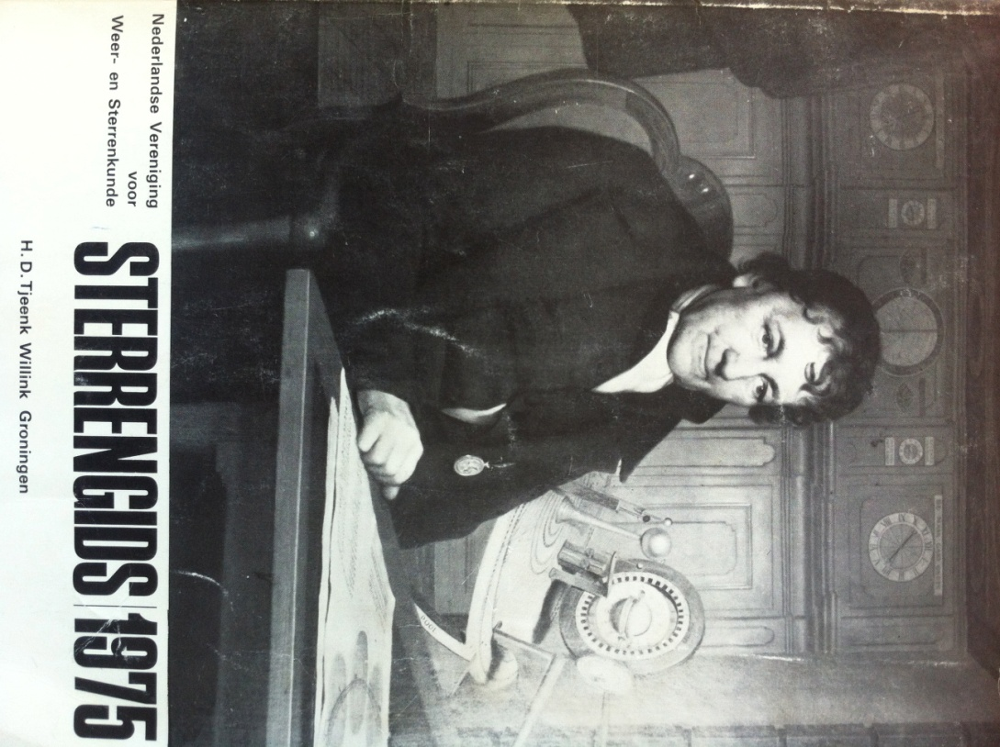 Nederlandse Vereniging
voor
Weer- en Sterrenkunde
STERRENGIDS 1975
H.D. Tjeenk Willink Groningen